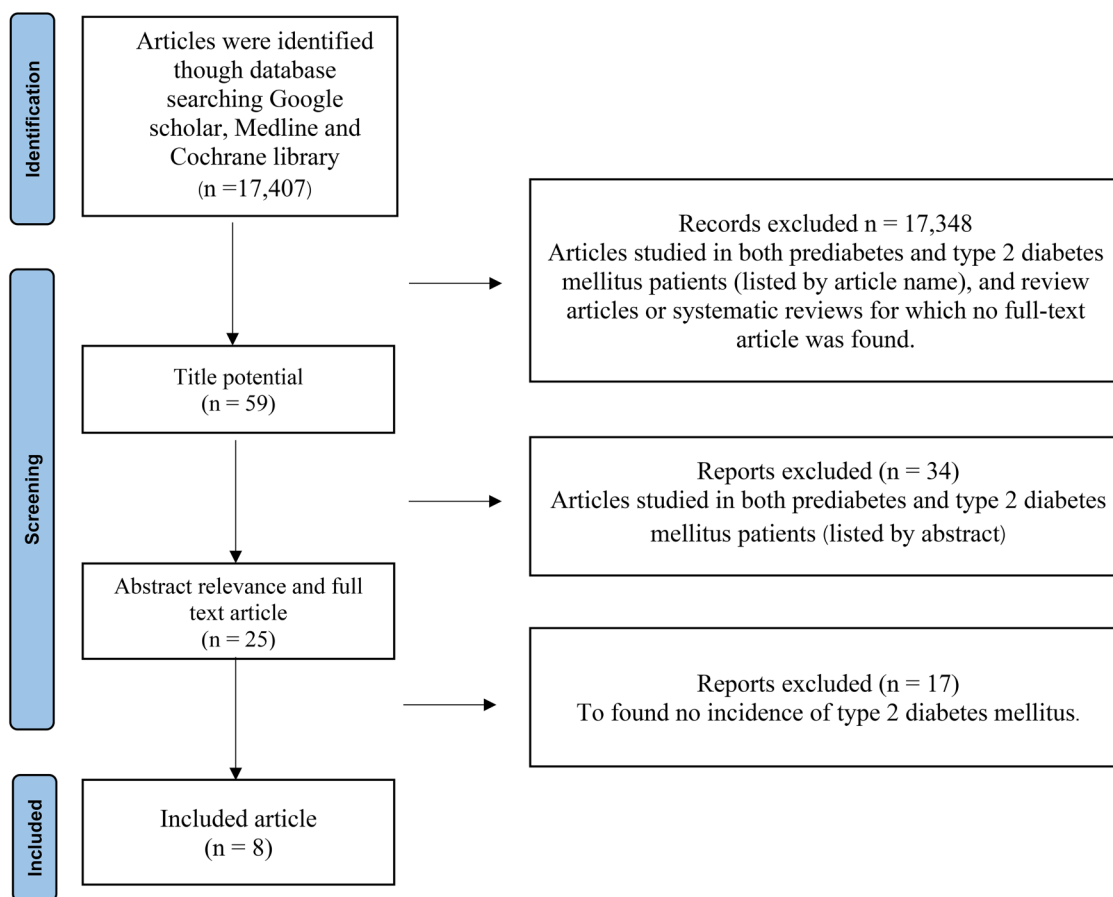 Identification
Articles were identified
though database
searching Google
scholar, Medline and
Cochrane library
(n =17,407)
Records excluded n = 17,348
Articles studied in both prediabetes and type 2 diabetes
mellitus patients (listed by article name), and review
articles or systematic reviews for which no full-text
article was found.
Screening
Title potential
(n = 59)
Reports excluded (n = 34)
Articles studied in both prediabetes and type 2 diabetes
mellitus patients (listed by abstract)
Abstract relevance and full
text article
(n = 25)
Reports excluded (n = 17)
To found no incidence of type 2 diabetes mellitus.
Included
Included article
(n = 8)